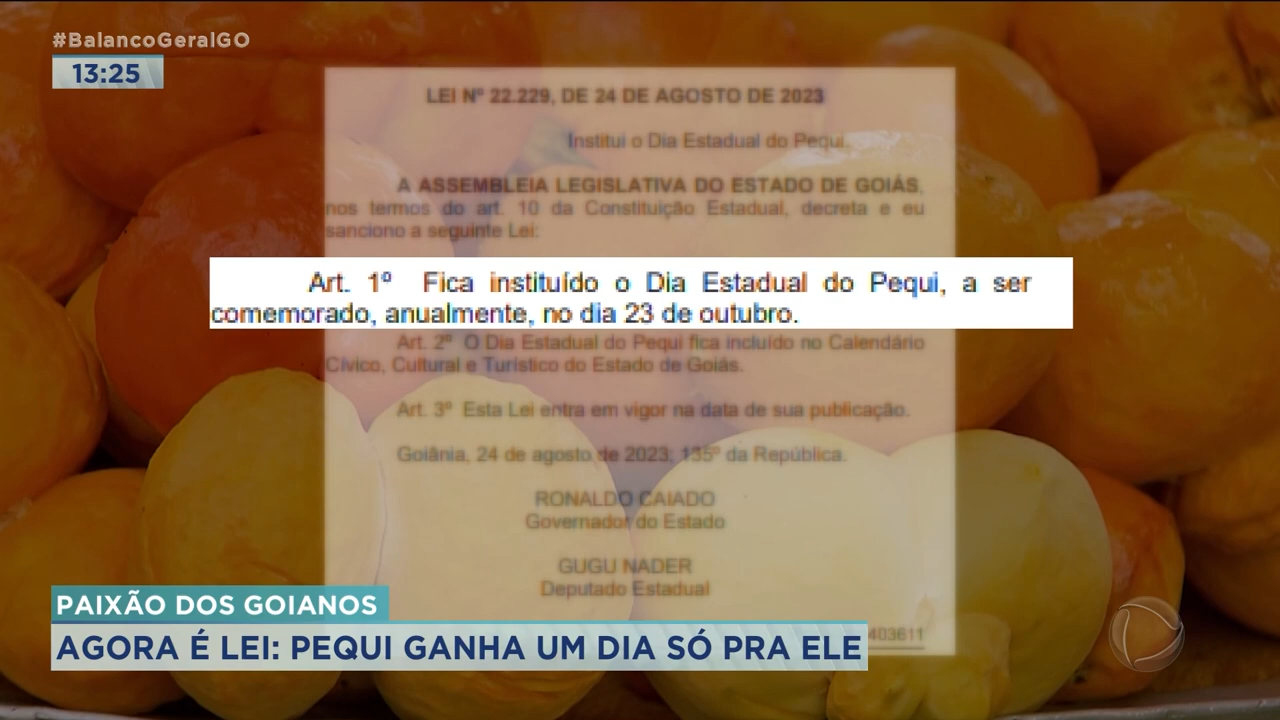 #BalancoGeralGO
13:25
LEI Nº 22.229, DE 24 DE AGOSTO DE 2023
Institui o Dia Estadual do Pequi.
A ASSEMBLEIA LEGISLATIVA DO ESTADO DE GOIÁS,
nos termos do art. 10 da Constituição Estadual, decreta e eu
sanciono a seguinte Lei:
Art. 1º Fica instituído o Dia Estadual do Pequi, a ser
comemorado, anualmente, no dia 23 de outubro.
Art. 2º O Dia Estadual do Pequi fica incluído no Calendário
Cívico, Cultural e Turístico do Estado de Goiás.
Art. 3º Esta Lei entra em vigor na data de sua publicação.
Goiânia, 24 de agosto de 2023; 135º da República.
RONALDO CAIADO
Governador do Estado
GUGU NADER
Deputado Estadual
403611
PAIXÃO DOS GOIANOS
AGORA É LEI: PEQUI GANHA UM DIA SÓ PRA ELE